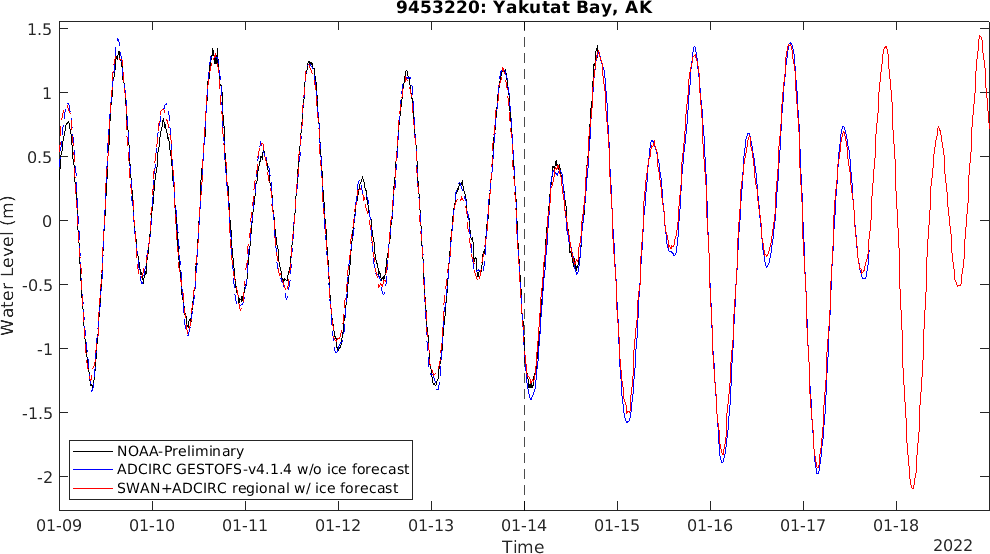 9453220: Yakutat Bay, AK
1.5
1
0.5
0
-0.5
-1
-1.5
-2
Water Level (m)
NOAA-Preliminary
ADCIRC GESTOFS-v4.1.4 w/o ice forecast
SWAN+ADCIRC regional w/ ice forecast
01-09 01-10 01-11 01-12 01-13 01-14 01-15 01-16 01-17 01-18
Time
2022